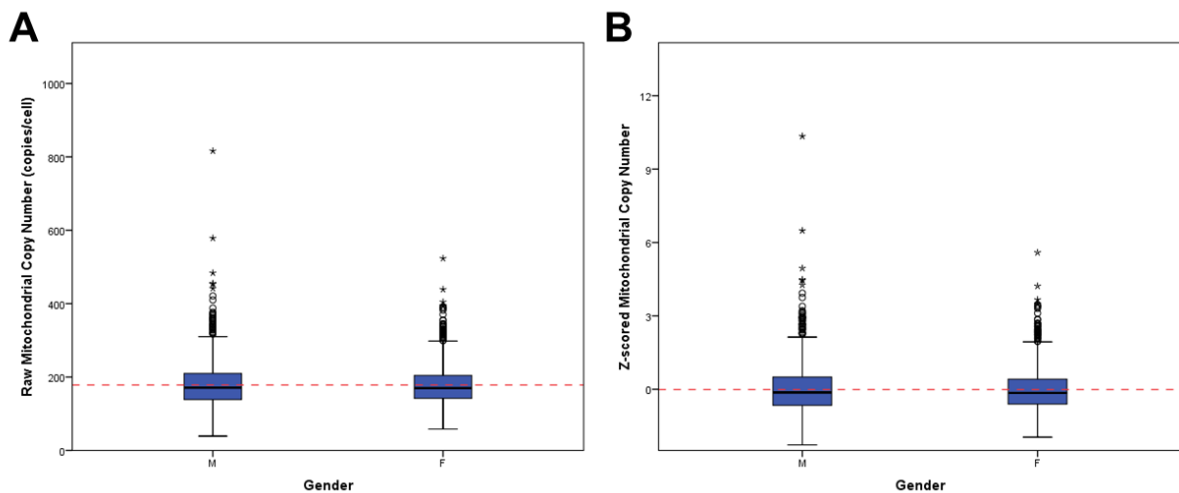 A
Raw Mitochondrial Copy Number (copies/cell)
1000
800
600
400
200
0
M
F
Gender
B
Z-scored Mitochondrial Copy Number
12
9
6
3
0
M
F
Gender